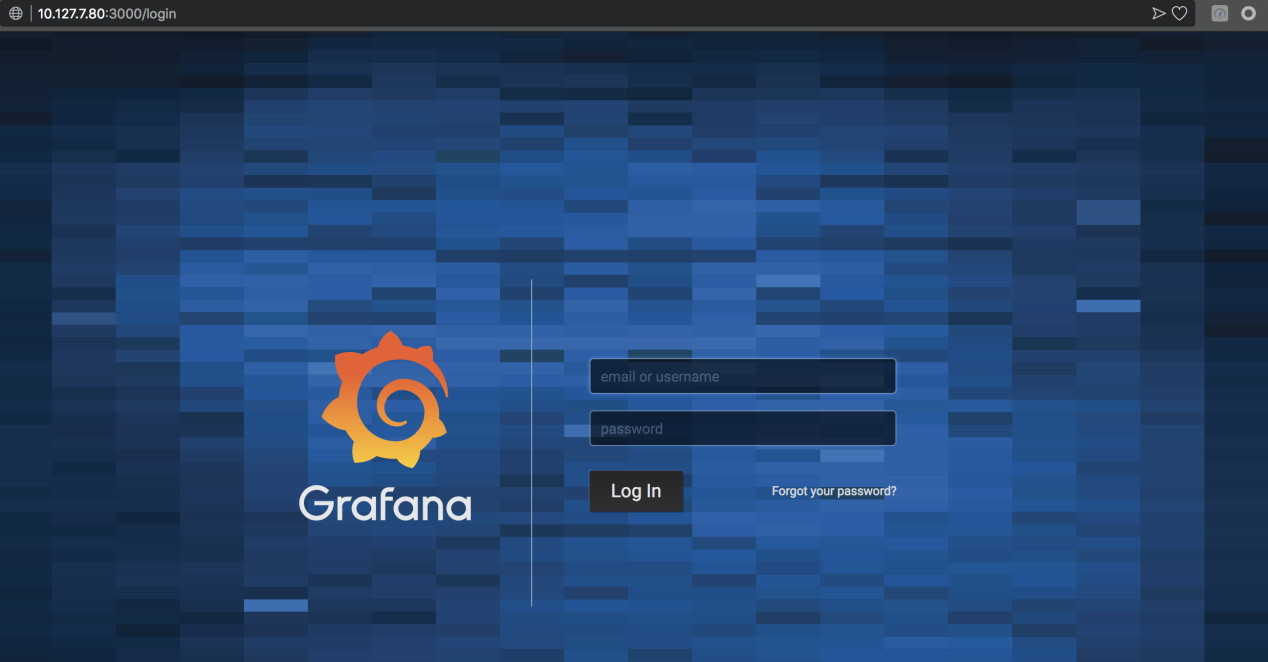 10.127.7.80:3000/login
Grafana
email or username
password
Log In
Forgot your password?